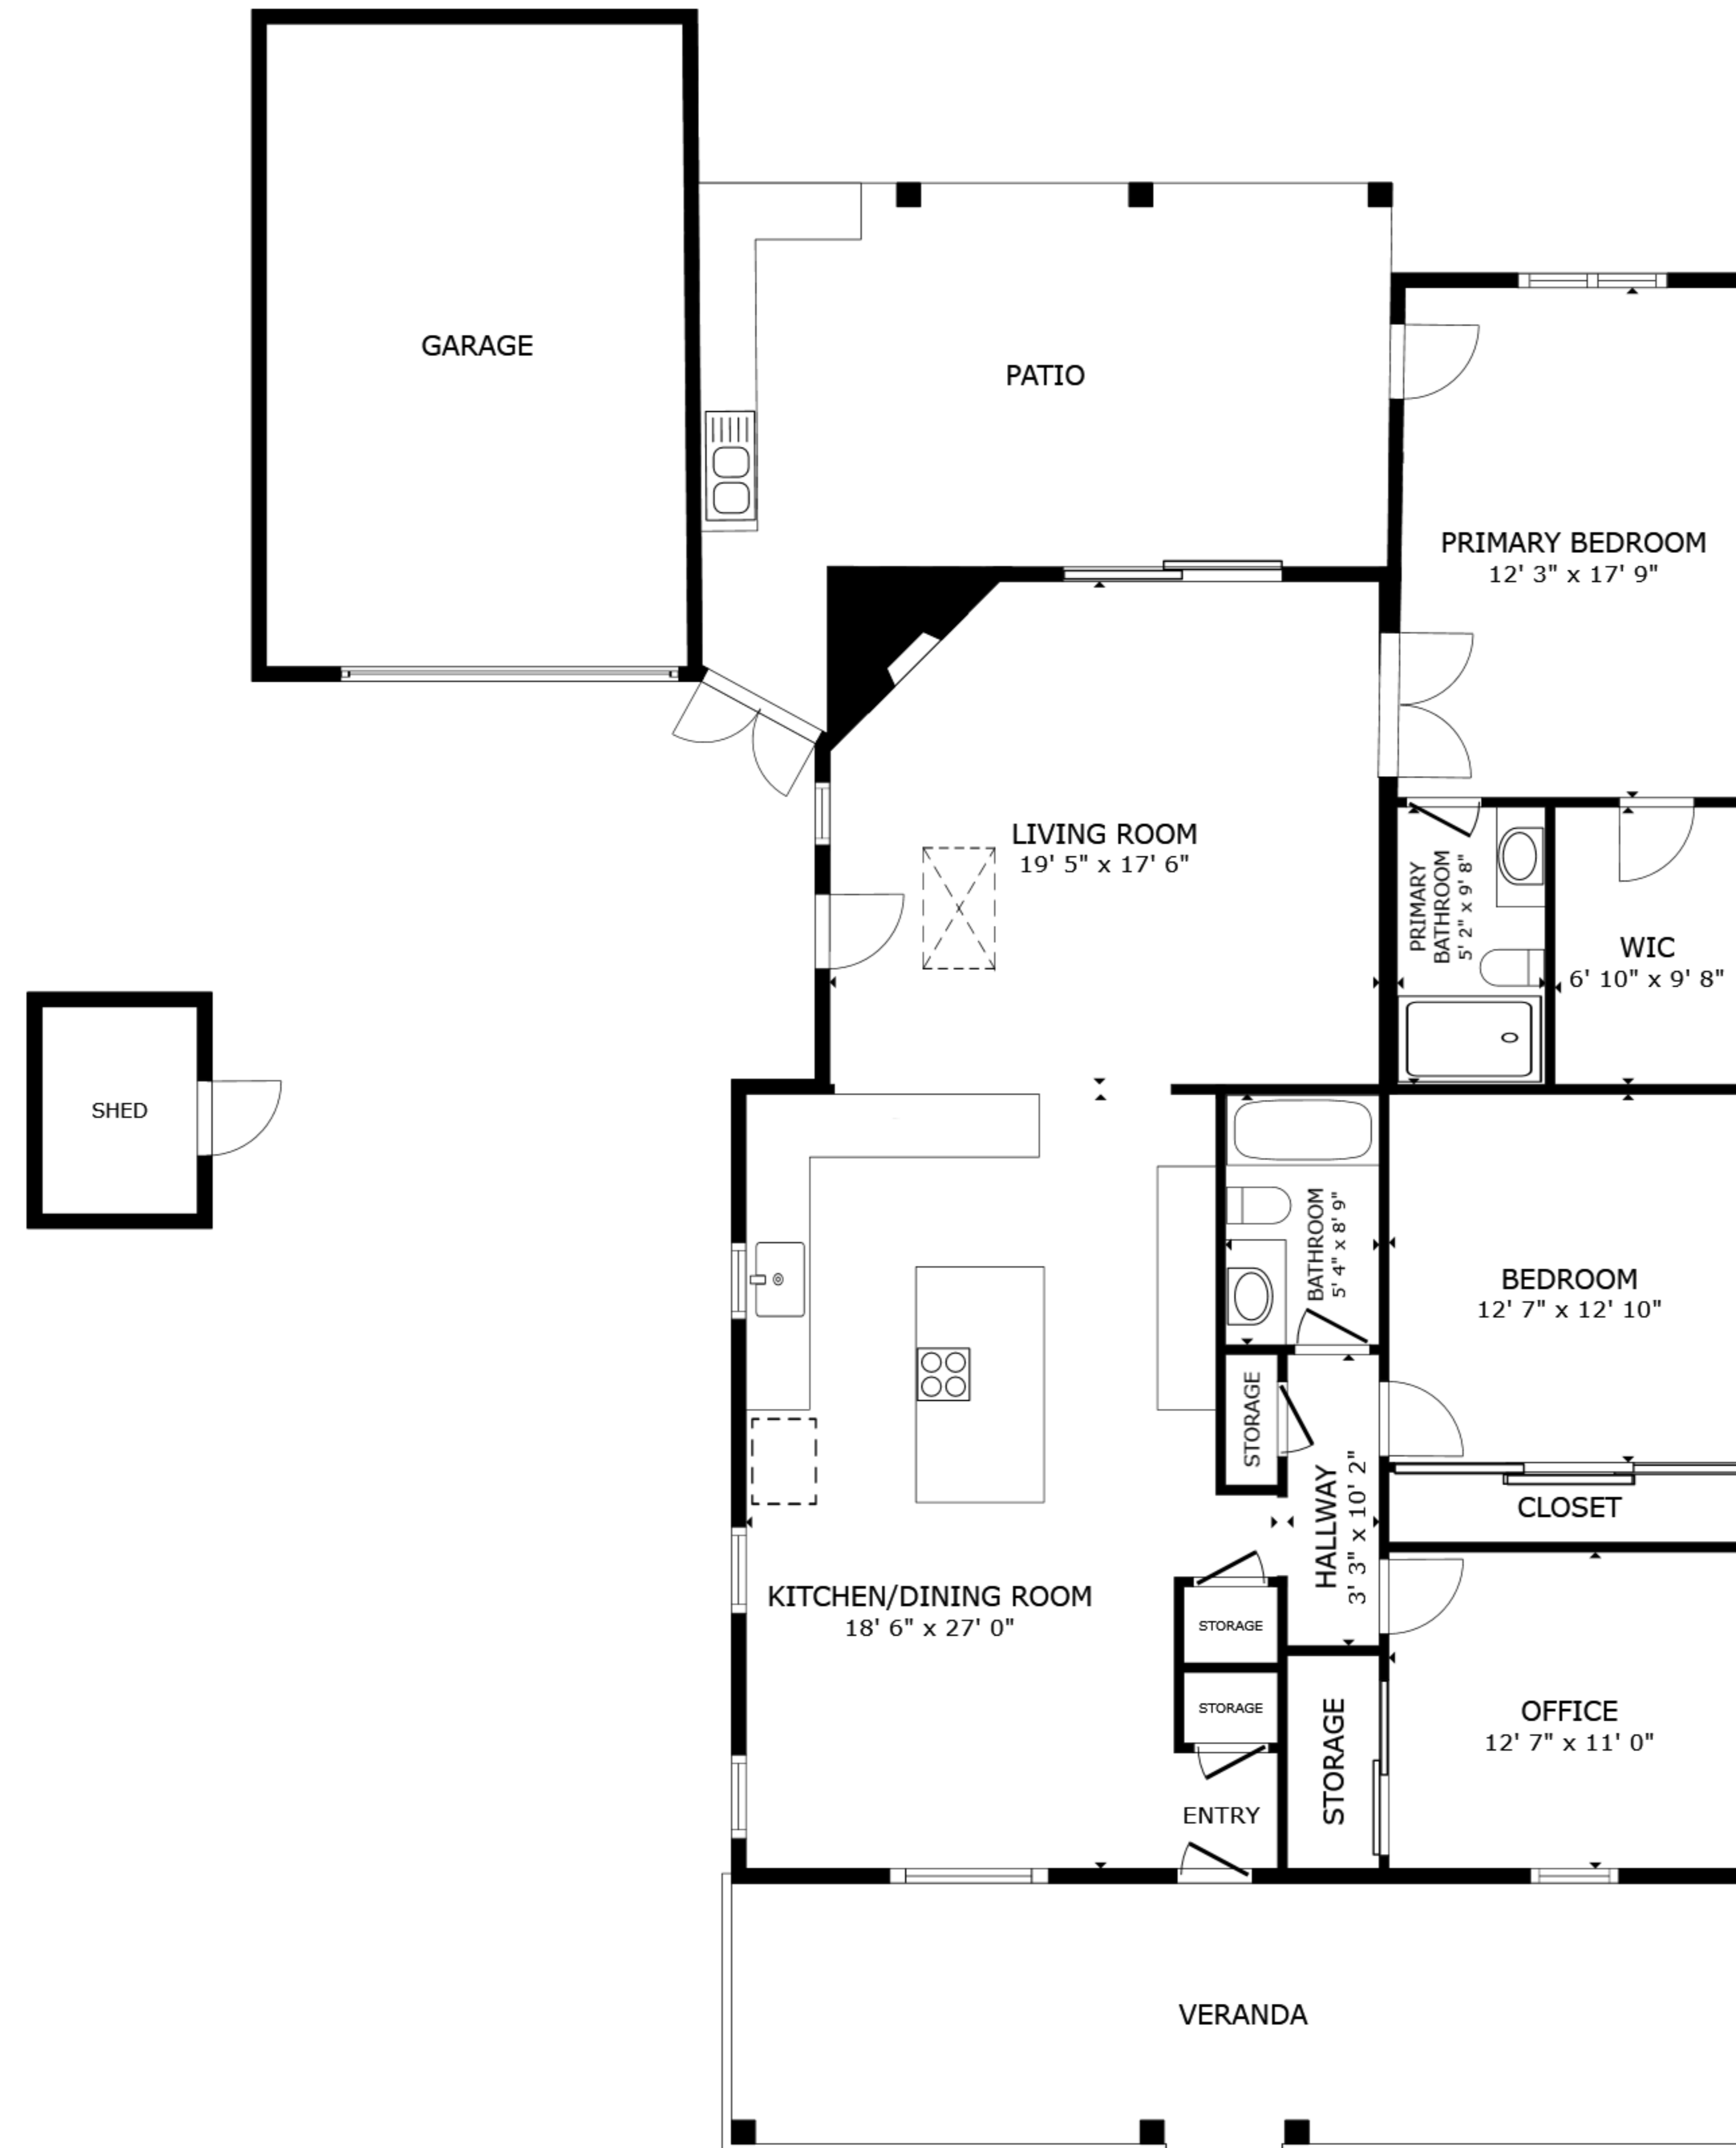 GARAGE
PATIO
PRIMARY BEDROOM
12' 3" x 17' 9"
LIVING ROOM
19' 5" x 17' 6"
PRIMARY
BATHROOM
5' 2" x 9' 8"
WIC
6' 10" x 9' 8"
SHED
BATHROOM
5' 4" x 8' 9"
BEDROOM
12' 7" x 12' 10"
STORAGE
HALLWAY
3' 3" x 10' 2"
CLOSET
KITCHEN/DINING ROOM
18' 6" x 27' 0"
STORAGE
STORAGE
STORAGE
OFFICE
12' 7" x 11' 0"
ENTRY
VERANDA